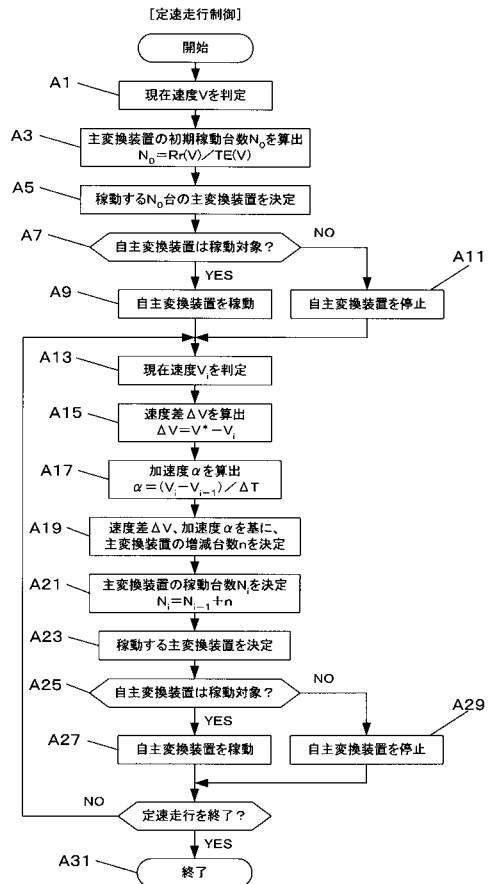 [定速走行制御]
開始
A1
現在速度Vを判定
A3
主変換装置の初期稼動台数N₀を算出
N₀=Rr(V)/TE(V)
A5
稼動するN₀台の主変換装置を決定
A7
自主変換装置は稼動対象?
NO
YES
A9
自主変換装置を稼動
A11
自主変換装置を停止
A13
現在速度Vᵢを判定
A15
速度差ΔVを算出
ΔV=V*-Vᵢ
A17
加速度αを算出
α=(Vᵢ-Vᵢ₋₁)/ΔT
A19
速度差ΔV、加速度αを基に、
主変換装置の増減台数nを決定
A21
主変換装置の稼動台数Nᵢを決定
Nᵢ=Nᵢ₋₁+n
A23
稼動する主変換装置を決定
A25
自主変換装置は稼動対象?
NO
YES
A27
自主変換装置を稼動
A29
自主変換装置を停止
NO
定速走行を終了?
YES
A31
終了